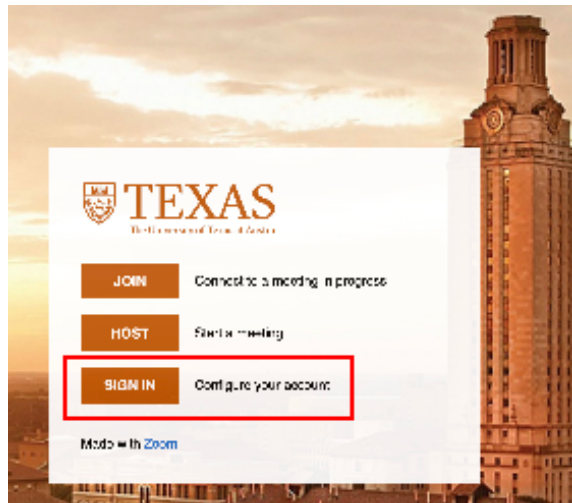 TEXAS
The University of Texas at Austin
JOIN Connect to a meeting in progress
HOST Start a meeting
SIGN IN Configure your account
Made with Zoom